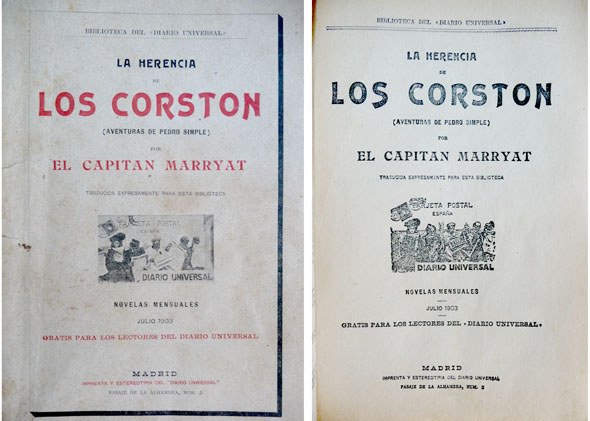 BIBLIOTECA DEL «DIARIO UNIVERSAL»
LA HERENCIA
DE
LOS CORSTON
(AVENTURAS DE PEDRO SIMPLE)
POR
EL CAPITAN MARRYAT
TRADUCIDA EXPRESAMENTE PARA ESTA BIBLIOTECA
TARJETA POSTAL
ESPAÑA
DIARIO UNIVERSAL
NOVELAS MENSUALES
JULIO 1903
GRATIS PARA LOS LECTORES DEL DIARIO UNIVERSAL
MADRID
IMPRENTA Y ESTEREOTIPIA DEL "DIARIO UNIVERSAL
PASAJE DE LA ALHAMBRA, NUM. 2
BIBLIOTECA DEL «DIARIO UNIVERSAL»
LA HERENCIA
DE
LOS CORSTON
(AVENTURAS DE PEDRO SIMPLE)
POR
EL CAPITAN MARRYAT
TRADUCIDA EXPRESAMENTE PARA ESTA BIBLIOTECA
TARJETA POSTAL
ESPAÑA
DIARIO UNIVERSAL
NOVELAS MENSUALES
JULIO 1903
GRATIS PARA LOS LECTORES DEL «DIARIO UNIVERSAL»
MADRID
IMPRENTA Y ESTEREOTIPIA DEL DIARIO UNIVERSAL
PASAJE DE LA ALHAMBRA, NUM. 2